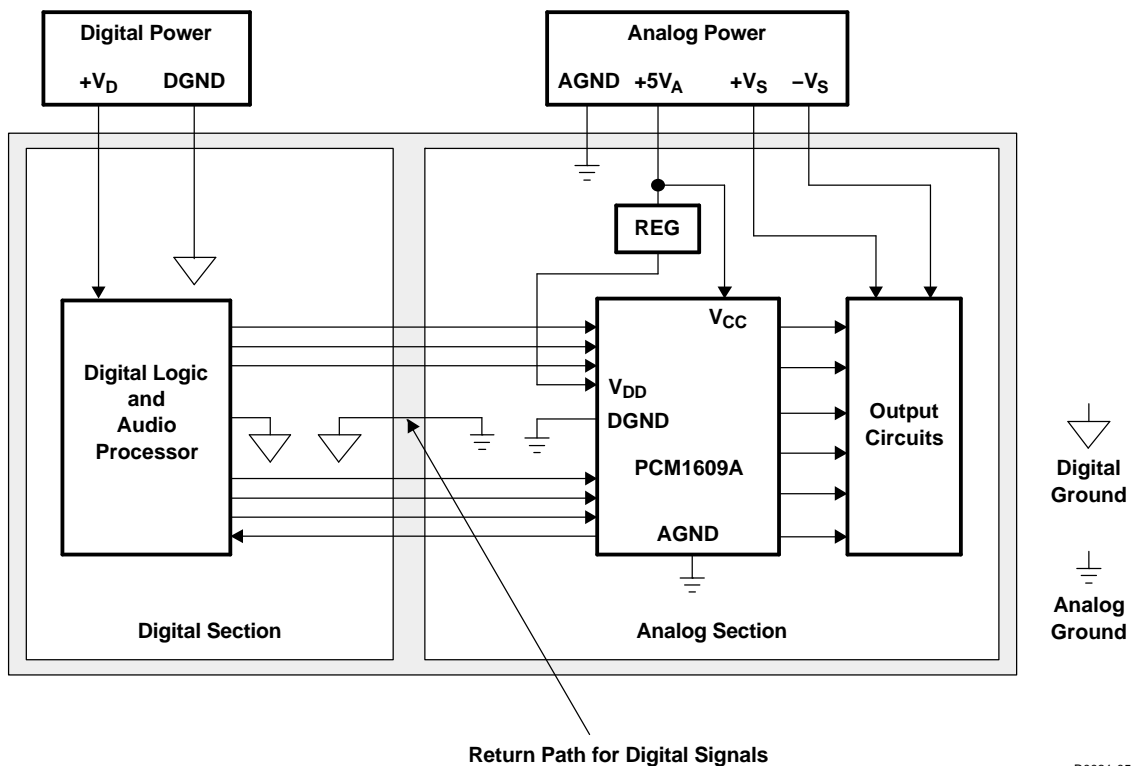 Digital Power
+VD DGND
Analog Power
AGND +5VA +VS −VS
REG
VCC
Digital Logic
and
Audio
Processor
VDD
DGND
PCM1609A
AGND
Output
Circuits
Digital
Ground
Analog
Ground
Digital Section
Analog Section
Return Path for Digital Signals